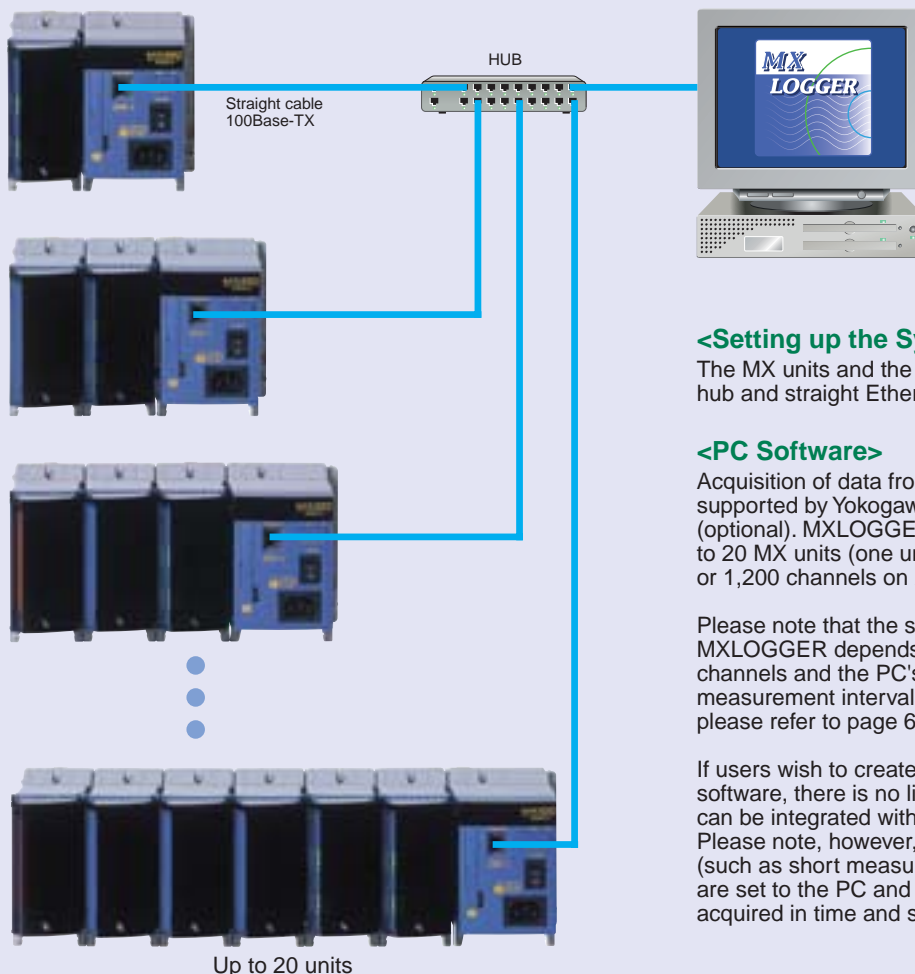 HUB
Straight cable
100Base-TX
MX
LOGGER
Up to 20 units
<Setting up the Sy
The MX units and the
hub and straight Ether
<PC Software>
Acquisition of data fro
supported by Yokogaw
(optional). MXLOGGE
to 20 MX units (one un
or 1,200 channels on
Please note that the s
MXLOGGER depends
channels and the PC's
measurement interval
please refer to page 6
If users wish to create
software, there is no li
can be integrated with
Please note, however,
(such as short measu
are set to the PC and
acquired in time and s